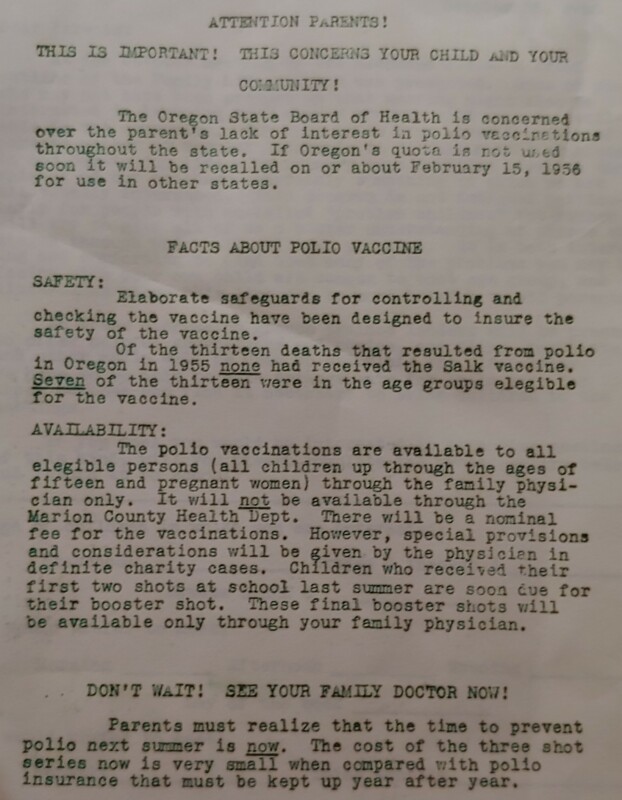 ATTENTION PARENTS!
THIS IS IMPORTANT! THIS CONCERNS YOUR CHILD AND YOUR
COMMUNITY!
The Oregon State Board of Health is concerned
over the parent's lack of interest in polio vaccinations
throughout the state. If Oregon's quota is not used
soon it will be recalled on or about February 15, 1956
for use in other states.
FACTS ABOUT POLIO VACCINE
SAFETY:
Elaborate safeguards for controlling and
checking the vaccine have been designed to insure the
safety of the vaccine.
Of the thirteen deaths that resulted from polio
in Oregon in 1955 none had received the Salk vaccine.
Seven of the thirteen were in the age groups elegible
for the vaccine.
AVAILABILITY:
The polio vaccinations are available to all
elegible persons (all children up through the ages of
fifteen and pregnant women) through the family physi-
cian only. It will not be available through the
Marion County Health Dept. There will be a nominal
fee for the vaccinations. However, special provisions
and considerations will be given by the physician in
definite charity cases. Children who received their
first two shots at school last summer are soon due for
their booster shot. These final booster shots will
be available only through your family physician.
DON'T WAIT! SEE YOUR FAMILY DOCTOR NOW!
Parents must realize that the time to prevent
polio next summer is now. The cost of the three shot
series now is very small when compared with polio
insurance that must be kept up year after year.